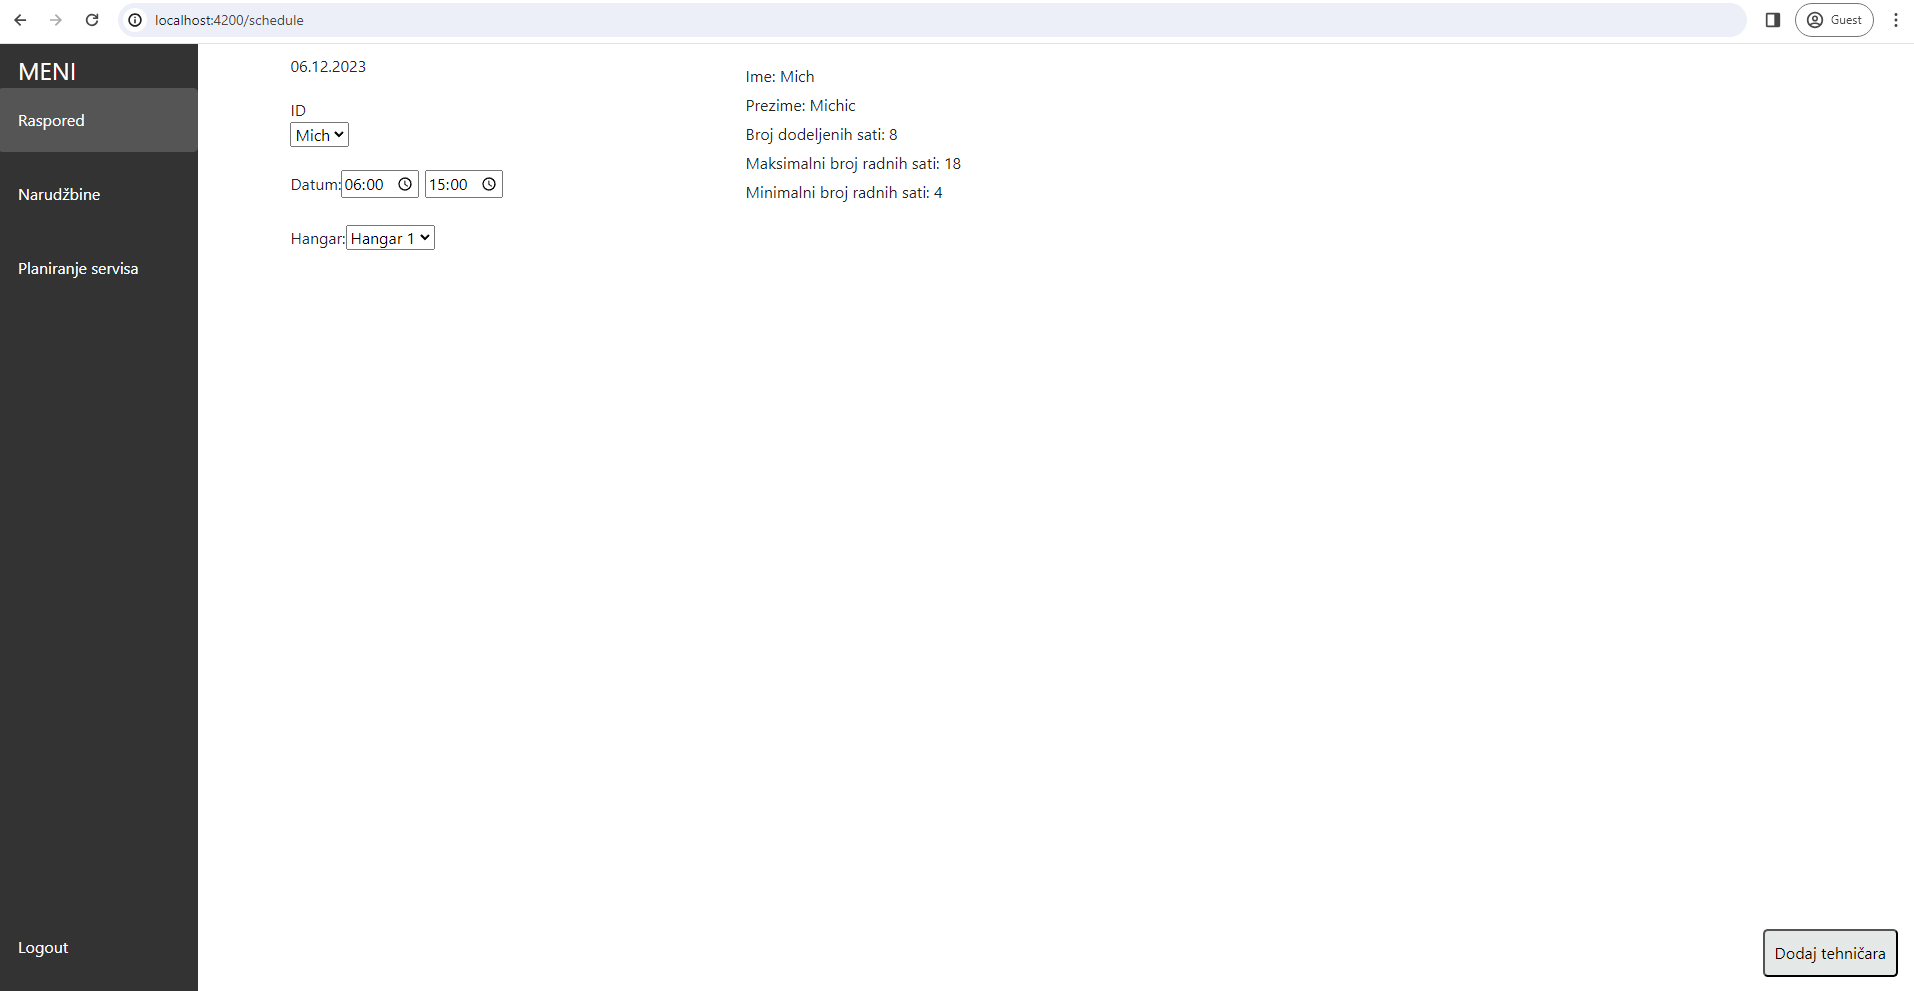 localhost:4200/schedule
Guest
MENI
Raspored
Narudžbine
Planiranje servisa
Logout
06.12.2023
ID
Mich
Datum:06:00 15:00
Hangar:Hangar 1
Ime: Mich
Prezime: Michic
Broj dodeljenih sati: 8
Maksimalni broj radnih sati: 18
Minimalni broj radnih sati: 4
Dodaj tehničara